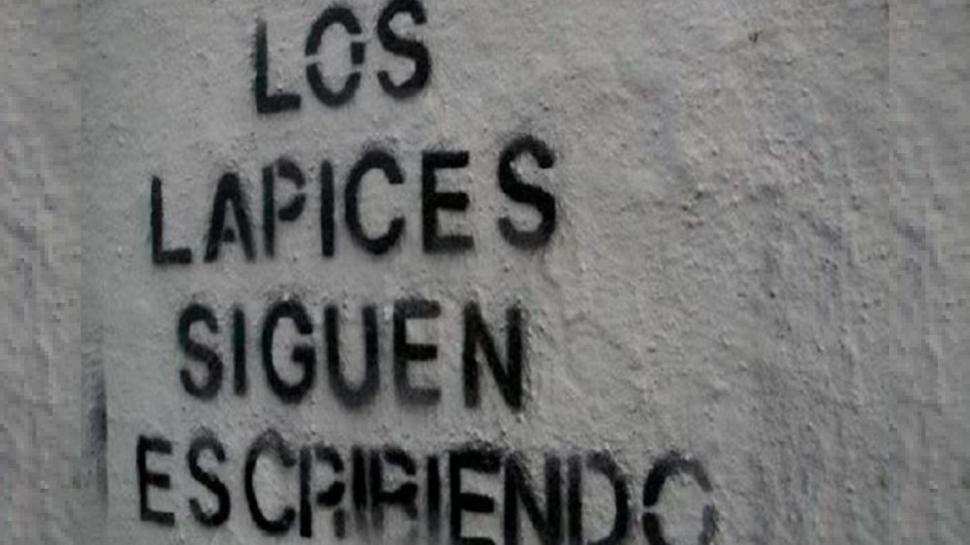 LOS
LAPICES
SIGUEN
ESCRIBIENDO